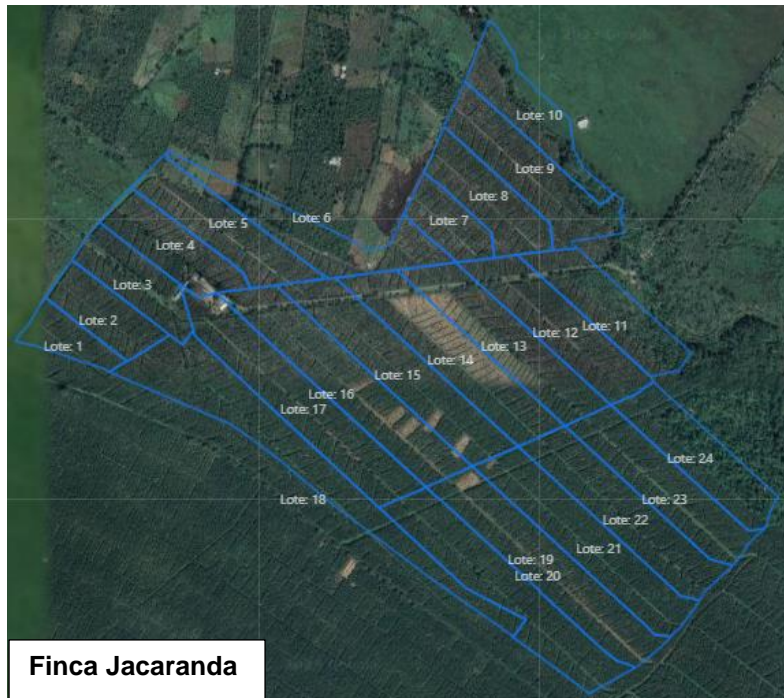 Lote: 10
Lote: 9
Lote: 8
Lote: 7
Lote: 6
Lote: 5
Lote: 4
Lote: 3
Lote: 2
Lote: 1
Lote: 11
Lote: 12
Lote: 13
Lote: 14
Lote: 15
Lote: 16
Lote: 17
Lote: 18
Lote: 24
Lote: 23
Lote: 22
Lote: 21
Lote: 19
Lote: 20
Finca Jacaranda